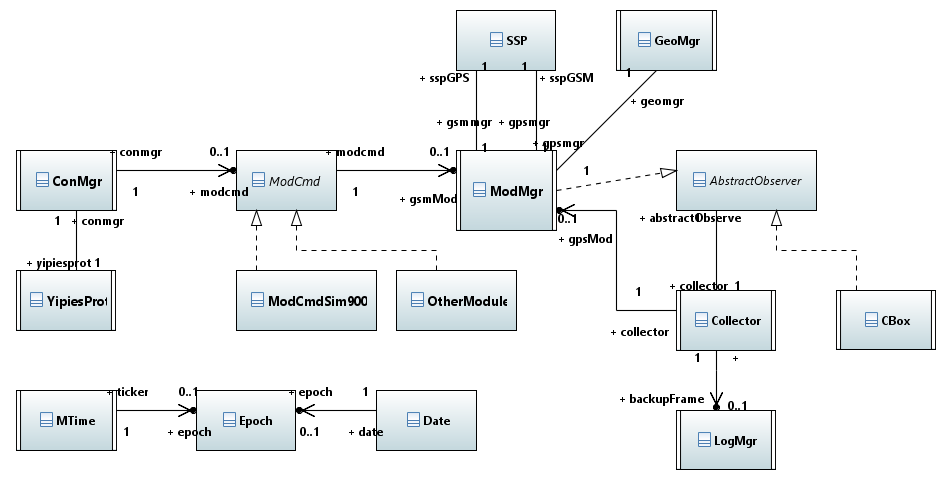 SSP
GeoMgr
1
1
1
+ sspGPS
+ sspGSM
+ geomgr
+ gsmmgr
+ gpsmgr
+ gpsmgr
1
+ conmgr
0..1
+ modcmd
0..1
1
ConMgr
ModCmd
ModMgr
AbstractObserver
1
+ modcmd
1
+ gsmMod
1
+ conmgr
0..1
+ abstractObserve
0..1
+ gpsMod
+ yipiesprot
1
YipiesProt
ModCmdSim900
OtherModule
+ collector
1
1
+ collector
Collector
CBox
1
+
+ ticker
0..1
+ epoch
1
+ backupFrame
0..1
MTime
Epoch
Date
1
+ epoch
0..1
+ date
LogMgr